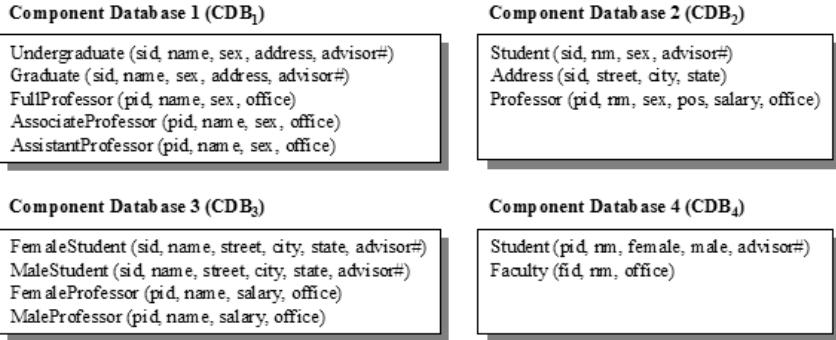 Component Database 1 (CDB1)
Undergraduate (sid, name, sex, address, advisor#)
Graduate (sid, name, sex, address, advisor#)
FullProfessor (pid, name, sex, office)
AssociateProfessor (pid, name, sex, office)
AssistantProfessor (pid, name, sex, office)
Component Database 2 (CDB2)
Student (sid, nm, sex, advisor#)
Address (sid, street, city, state)
Professor (pid, nm, sex, pos, salary, office)
Component Database 3 (CDB3)
FemaleStudent (sid, name, street, city, state, advisor#)
MaleStudent (sid, name, street, city, state, advisor#)
FemaleProfessor (pid, name, salary, office)
MaleProfessor (pid, name, salary, office)
Component Database 4 (CDB4)
Student (pid, nm, female, male, advisor#)
Faculty (fid, nm, office)